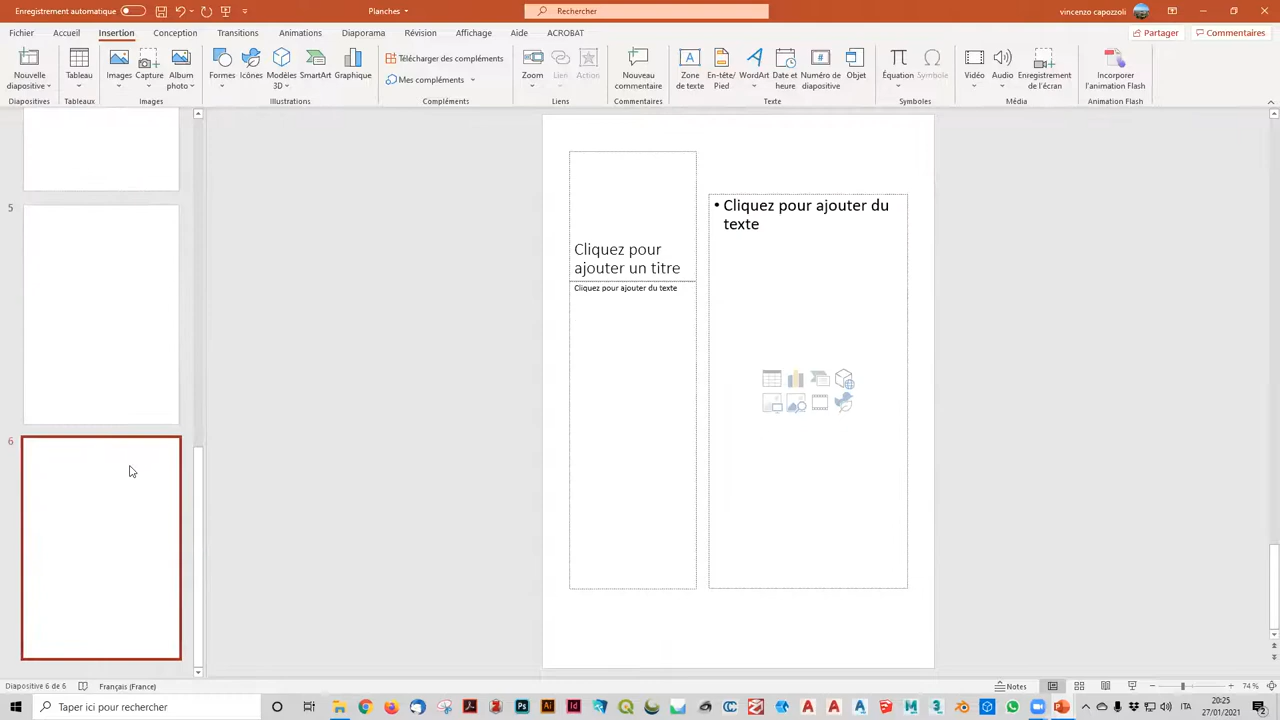 Enregistrement automatique
Planches
Rechercher
vincenzo capozzoli
Fichier Accueil Insertion Conception Transitions Animations Diaporama Révision Affichage Aide ACROBAT
Partager Commentaires
Nouvelle diapositive
Tableau
Images
Capture
Album photo
Formes
Icônes
Modèles 3D
SmartArt
Graphique
Télécharger des compléments
Mes compléments
Zoom
Lien
Action
Nouveau commentaire
Zone de texte
En-tête/ Pied
WordArt
Date et heure
Numéro de diapositive
Objet
Équation
Symbole
Vidéo
Audio
Enregistrement de l'écran
Incorporer l'animation Flash
Diapositives Tableaux Images Illustrations Compléments Liens Commentaires Texte Symboles Média Animation Flash
5
6
• Cliquez pour ajouter du
texte
Cliquez pour
ajouter un titre
Cliquez pour ajouter du texte
Diapositive 6 de 6 Français (France)
Notes
74 %
Taper ici pour rechercher
ITA
20:25
27/01/2021
2